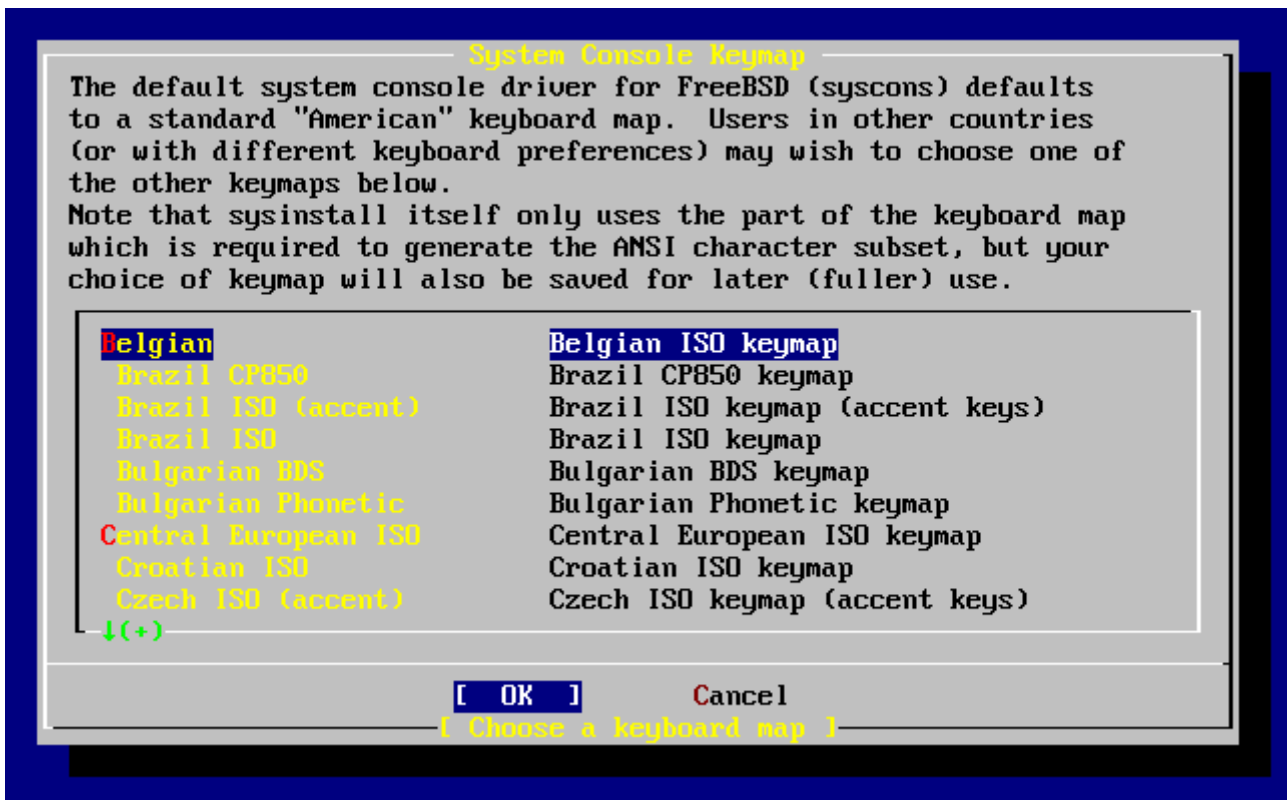 System Console Keymap
The default system console driver for FreeBSD (syscons) defaults
to a standard "American" keyboard map.  Users in other countries
(or with different keyboard preferences) may wish to choose one of
the other keymaps below.
Note that sysinstall itself only uses the part of the keyboard map
which is required to generate the ANSI character subset, but your
choice of keymap will also be saved for later (fuller) use.
Belgian Belgian ISO keymap
Brazil CP850 Brazil CP850 keymap
Brazil ISO (accent) Brazil ISO keymap (accent keys)
Brazil ISO Brazil ISO keymap
Bulgarian BDS Bulgarian BDS keymap
Bulgarian Phonetic Bulgarian Phonetic keymap
Central European ISO Central European ISO keymap
Croatian ISO Croatian ISO keymap
Czech ISO (accent) Czech ISO keymap (accent keys)
↓(+)
[ OK ] Cancel
[ Choose a keyboard map ]